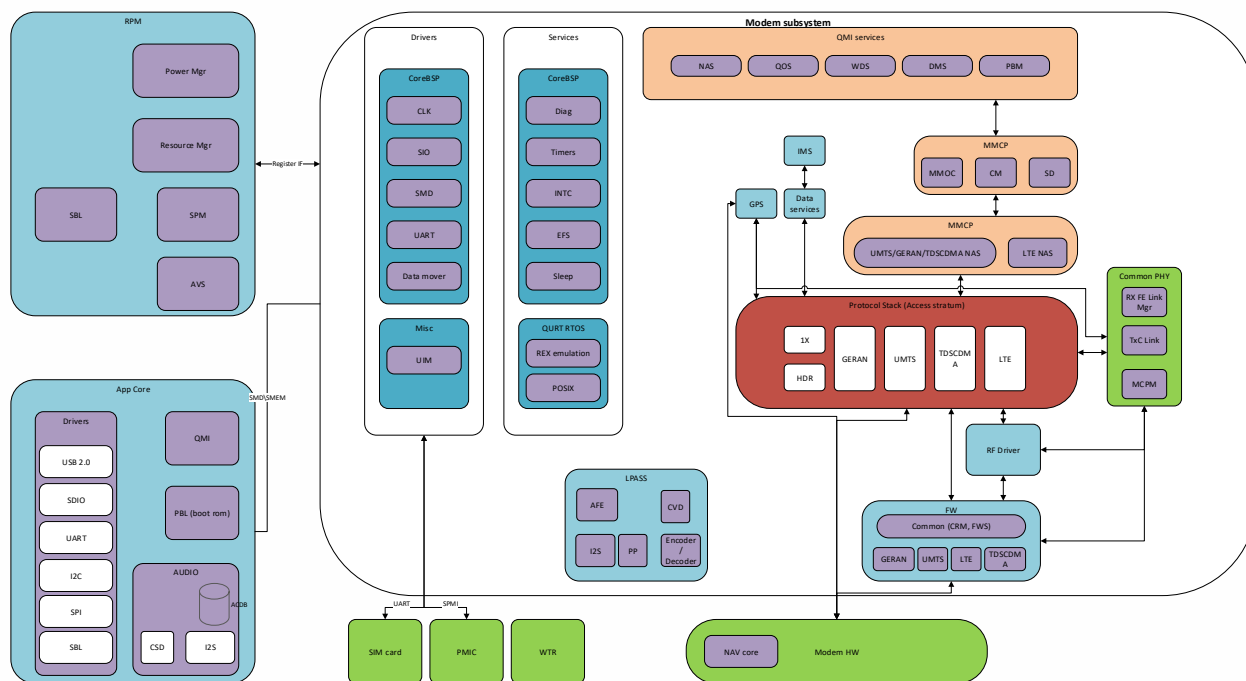 RPM
Power Mgr
Resource Mgr
SBL
SPM
AVS
Register IF
App Core
Drivers
USB 2.0
SDIO
UART
I2C
SPI
SBL
QMI
PBL (boot rom)
AUDIO
ACDB
CSD
I2S
SMD\SMEM
Modem subsystem
Drivers
CoreBSP
CLK
SIO
SMD
UART
Data mover
Misc
UIM
Services
CoreBSP
Diag
Timers
INTC
EFS
Sleep
QURT RTOS
REX emulation
POSIX
QMI services
NAS
QOS
WDS
DMS
PBM
MMCP
MMOC
CM
SD
IMS
GPS
Data
services
MMCP
UMTS/GERAN/TDSCDMA NAS
LTE NAS
Common PHY
RX FE Link
Mgr
TxC Link
MCPM
Protocol Stack (Access stratum)
1X
HDR
GERAN
UMTS
TDSCDM
A
LTE
RF Driver
LPASS
AFE
CVD
I2S
PP
Encoder
/
Decoder
FW
Common (CRM, FWS)
GERAN
UMTS
LTE
TDSCDM
A
UART
SPMI
SIM card
PMIC
WTR
NAV core
Modem HW